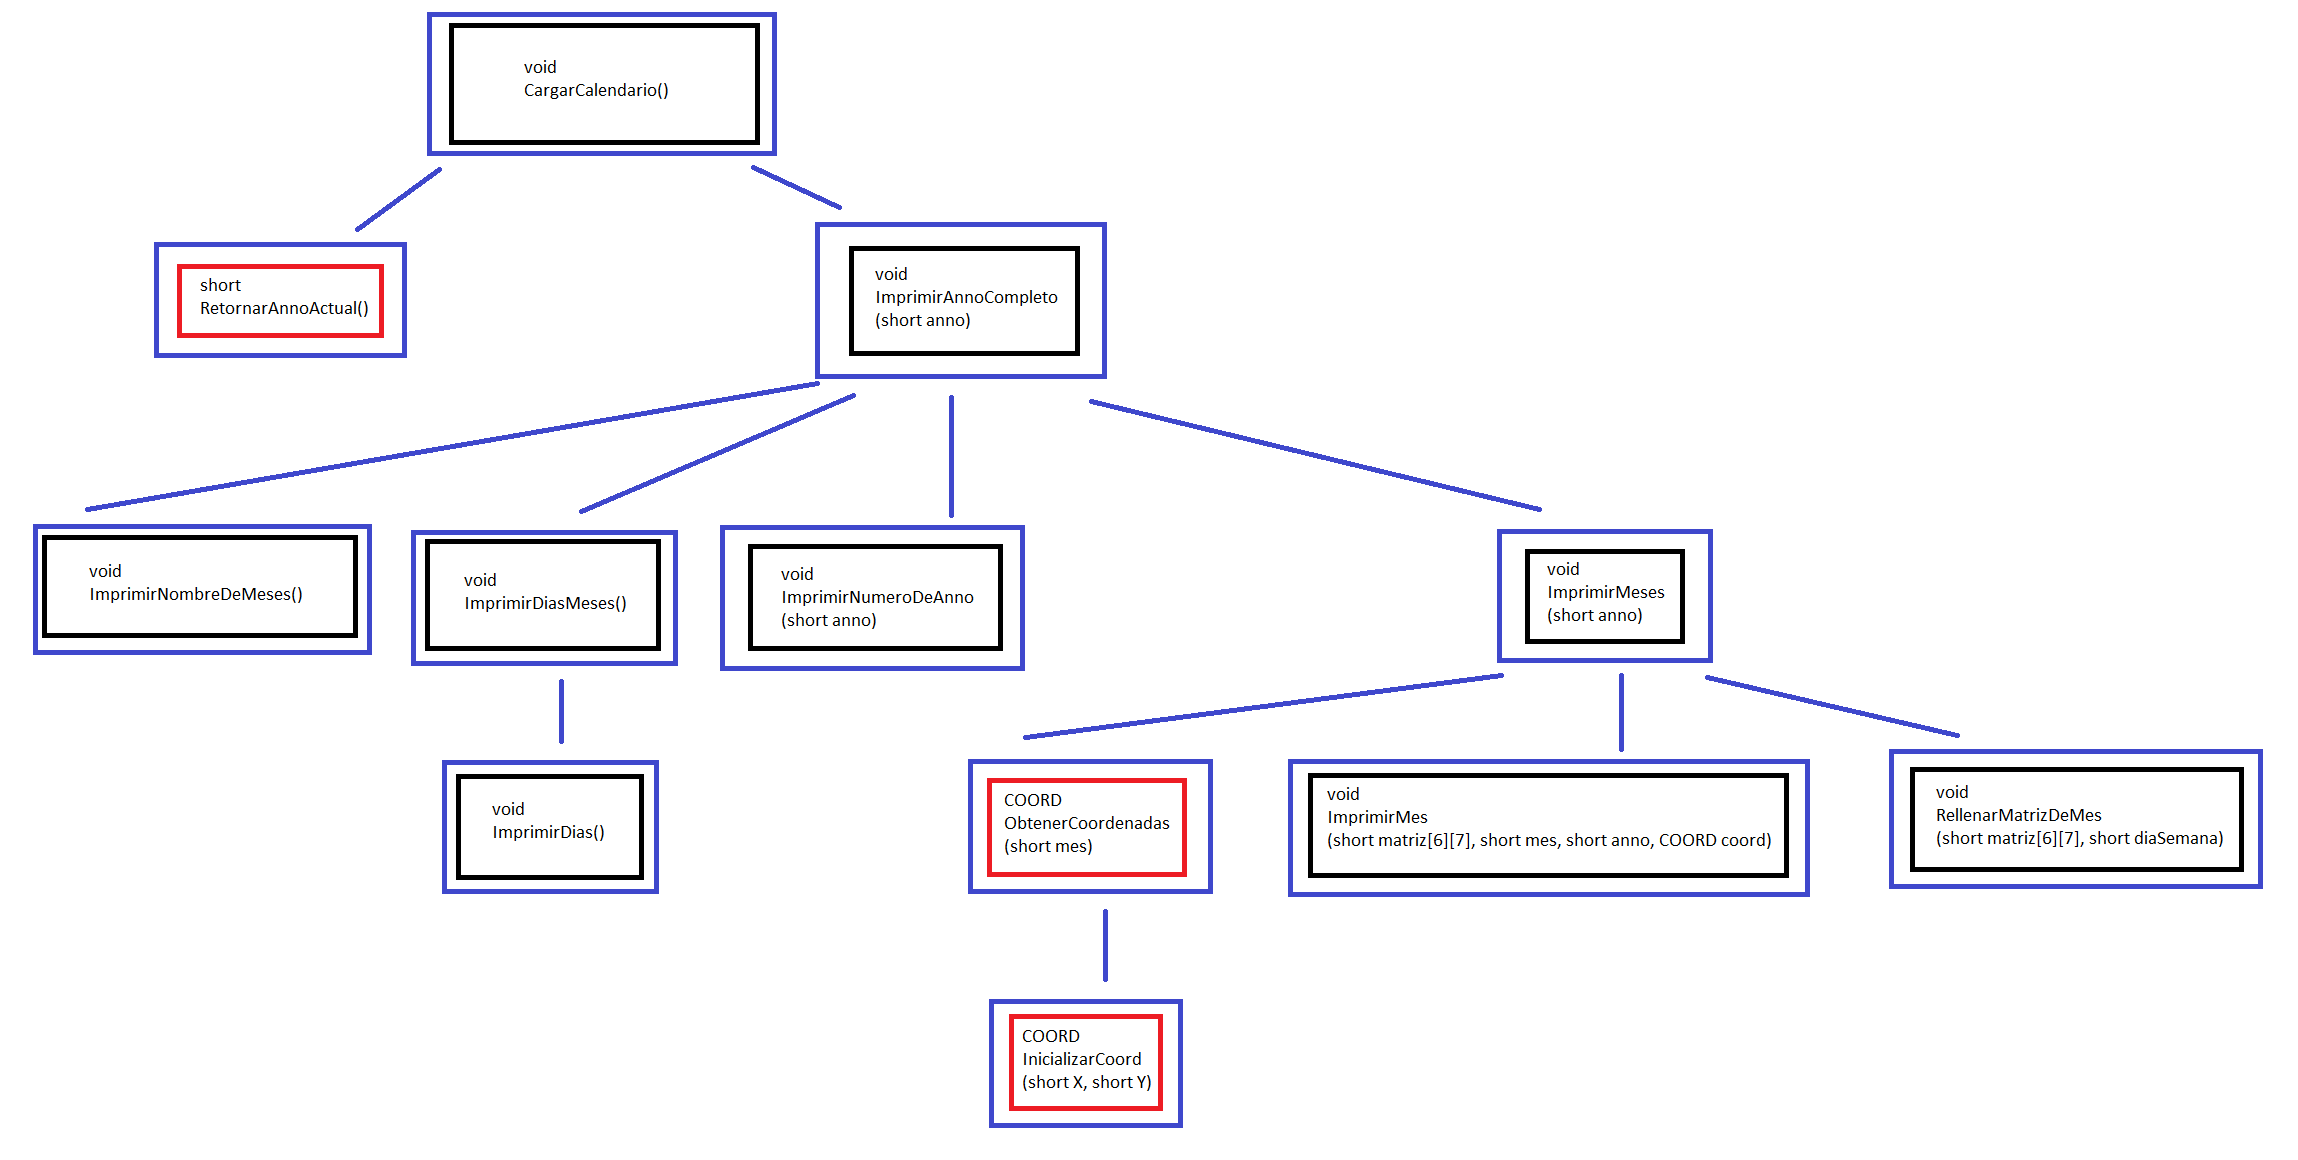 void
CargarCalendario()
short
RetornarAnnoActual()
void
ImprimirAnnoCompleto
(short anno)
void
ImprimirNombreDeMeses()
void
ImprimirDiasMeses()
void
ImprimirNumeroDeAnno
(short anno)
void
ImprimirMeses
(short anno)
void
ImprimirDias()
COORD
ObtenerCoordenadas
(short mes)
void
ImprimirMes
(short matriz[6][7], short mes, short anno, COORD coord)
void
RellenarMatrizDeMes
(short matriz[6][7], short diaSemana)
COORD
InicializarCoord
(short X, short Y)